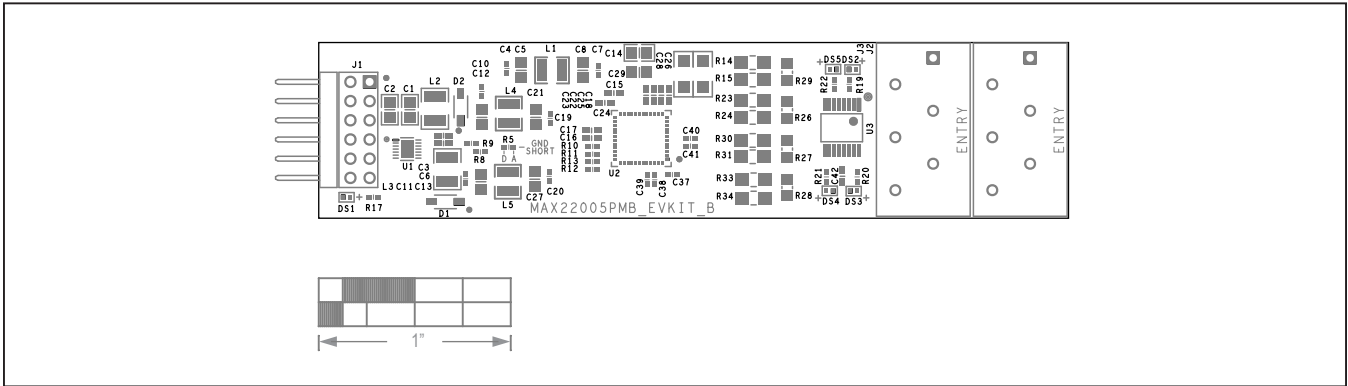 J1
C2
C1
L2
D2
C10
C12
C4
C5
L1
C8
C7
C14
C28
C26
C29
C15
R14
R15
R29
R23
R24
R26
R30
R31
R27
R33
R34
R28
L4
C21
C19
C23
C22
C18
C24
C17
C16
R10
R11
R13
R12
U2
C40
C41
C39
C38
C37
U1
C3
C6
R9
R8
R5
GND
SHORT
D A
L3
C11
C13
D1
L5
C27
C20
DS1
+
R17
MAX22005PMB_EVKIT_B
DS5
DS2
R22
R19
U3
R21
C42
R20
DS4
DS3
J3
J2
ENTRY
ENTRY
1"